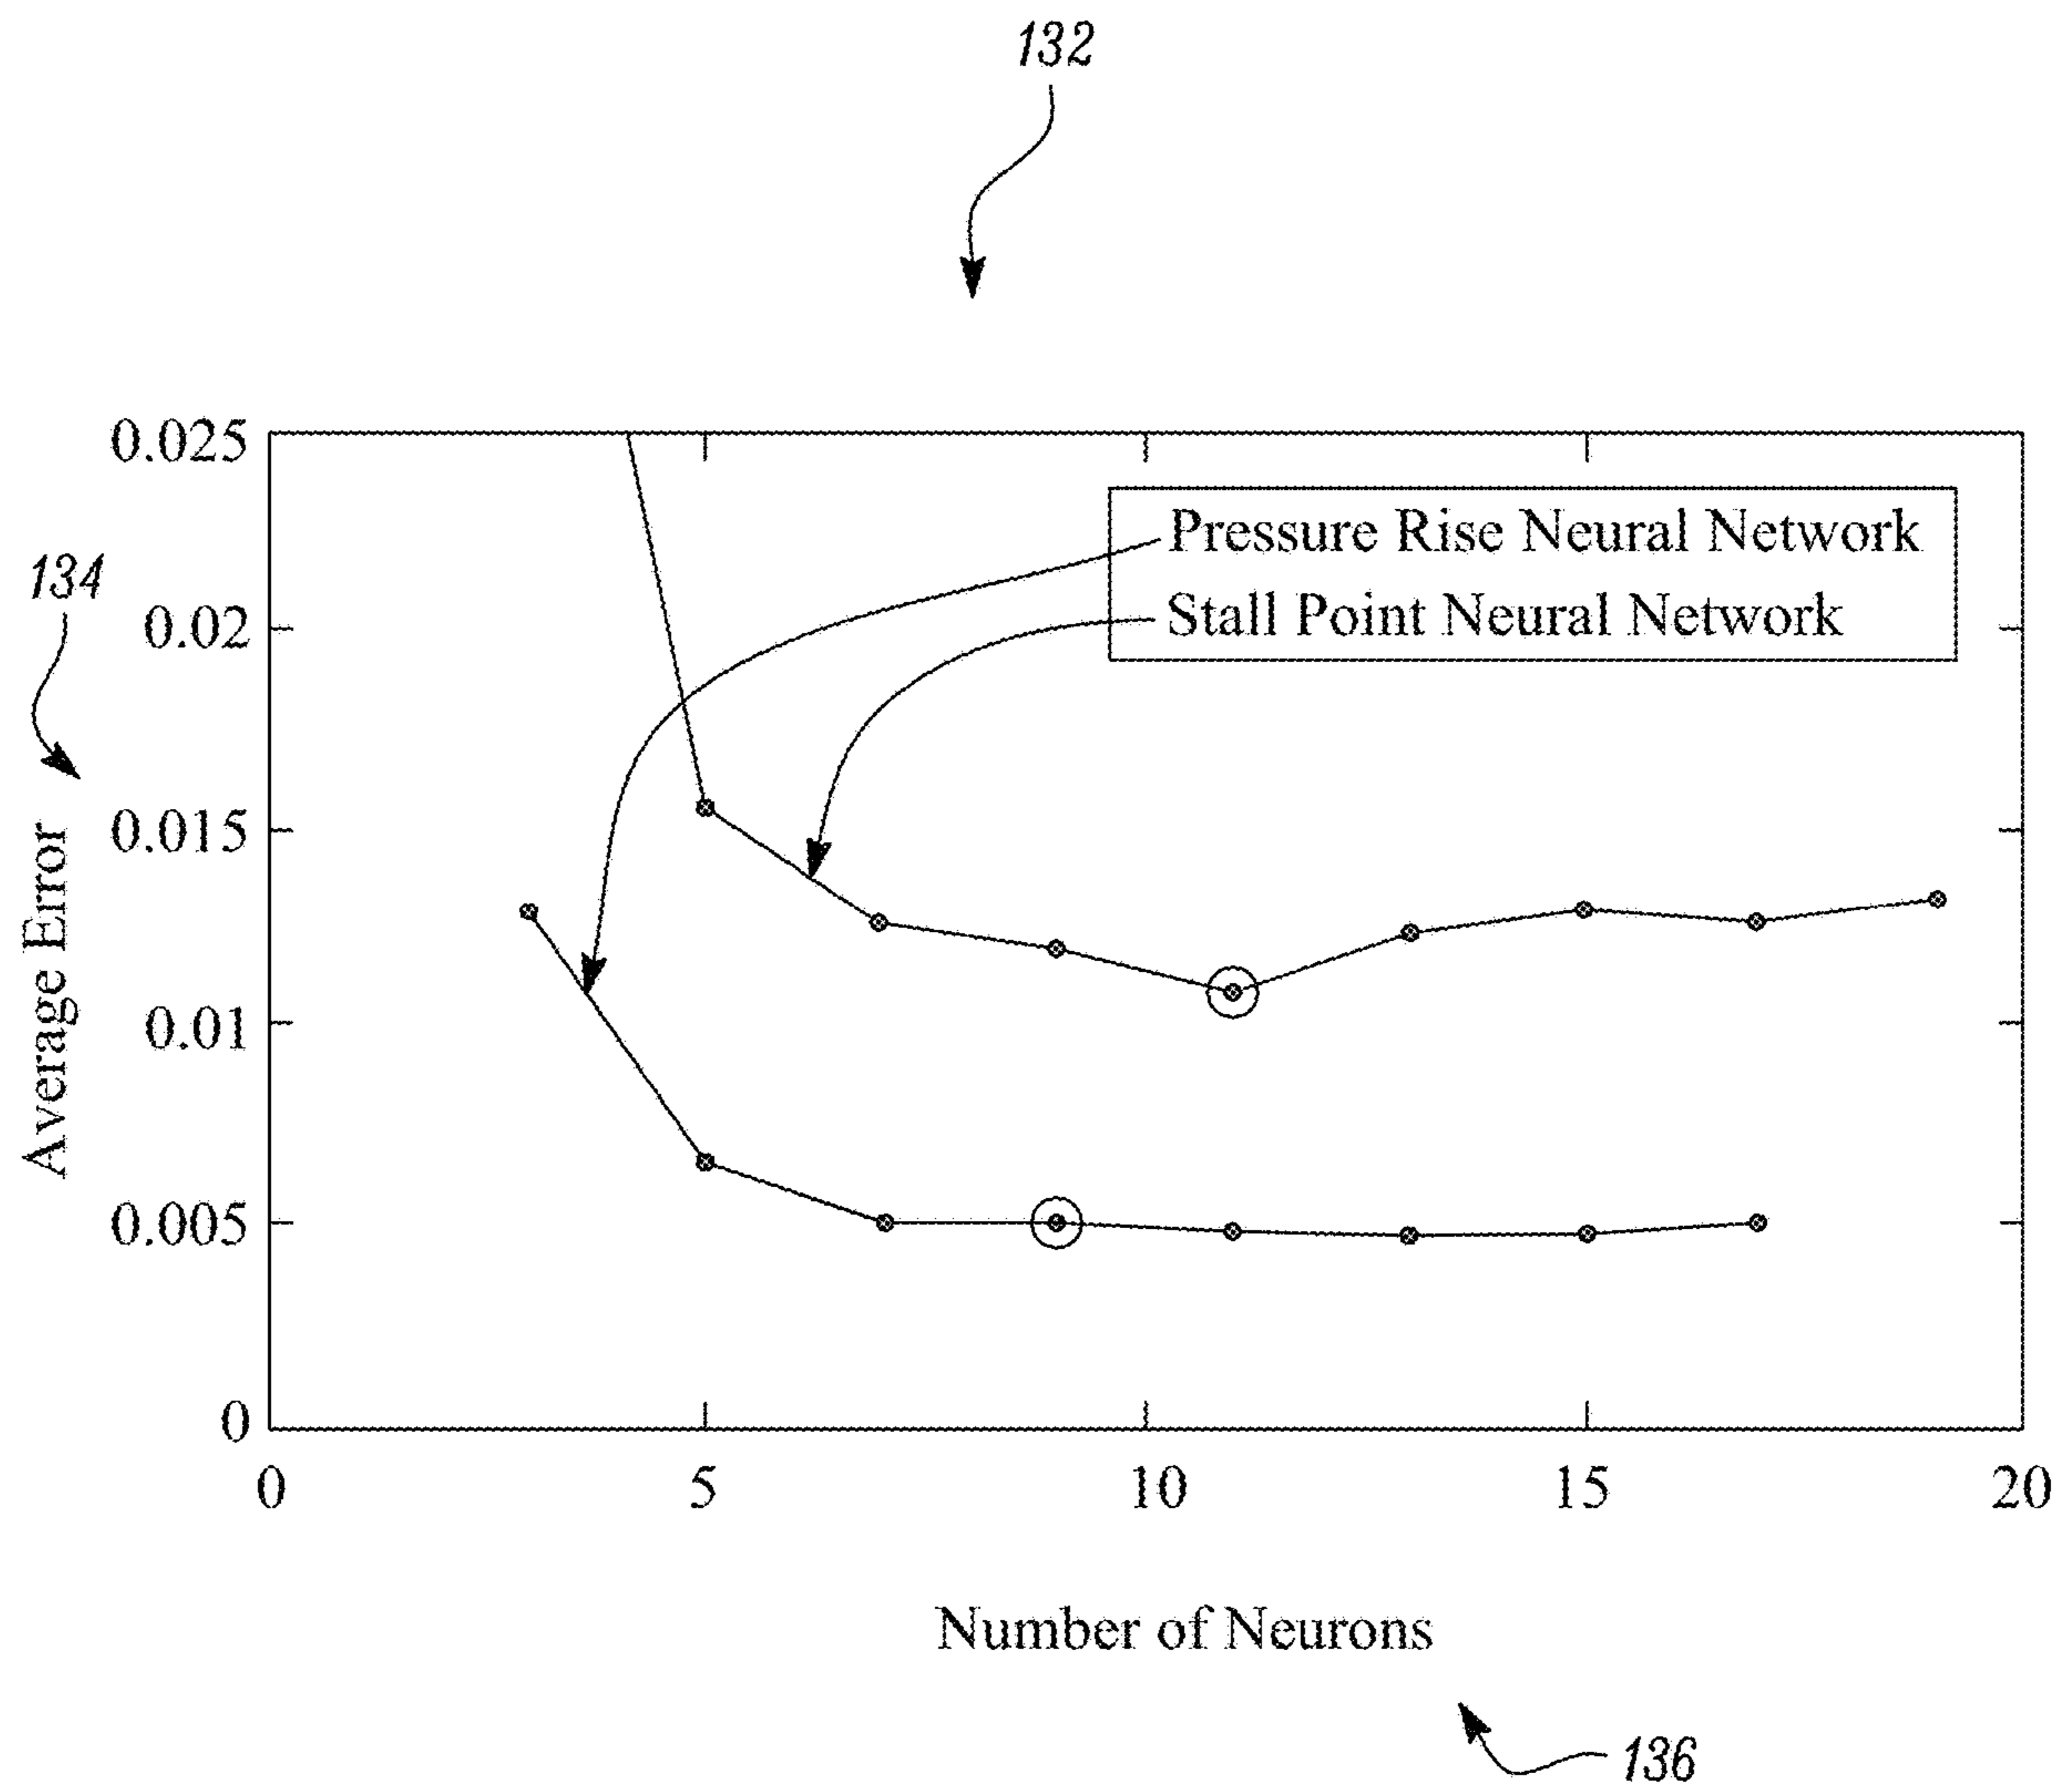 132
0.025
Pressure Rise Neural Network
134
Stall Point Neural Network
0.02
0.015
Average Error
0.01
0.005
0
0 5 10 15 20
Number of Neurons
136